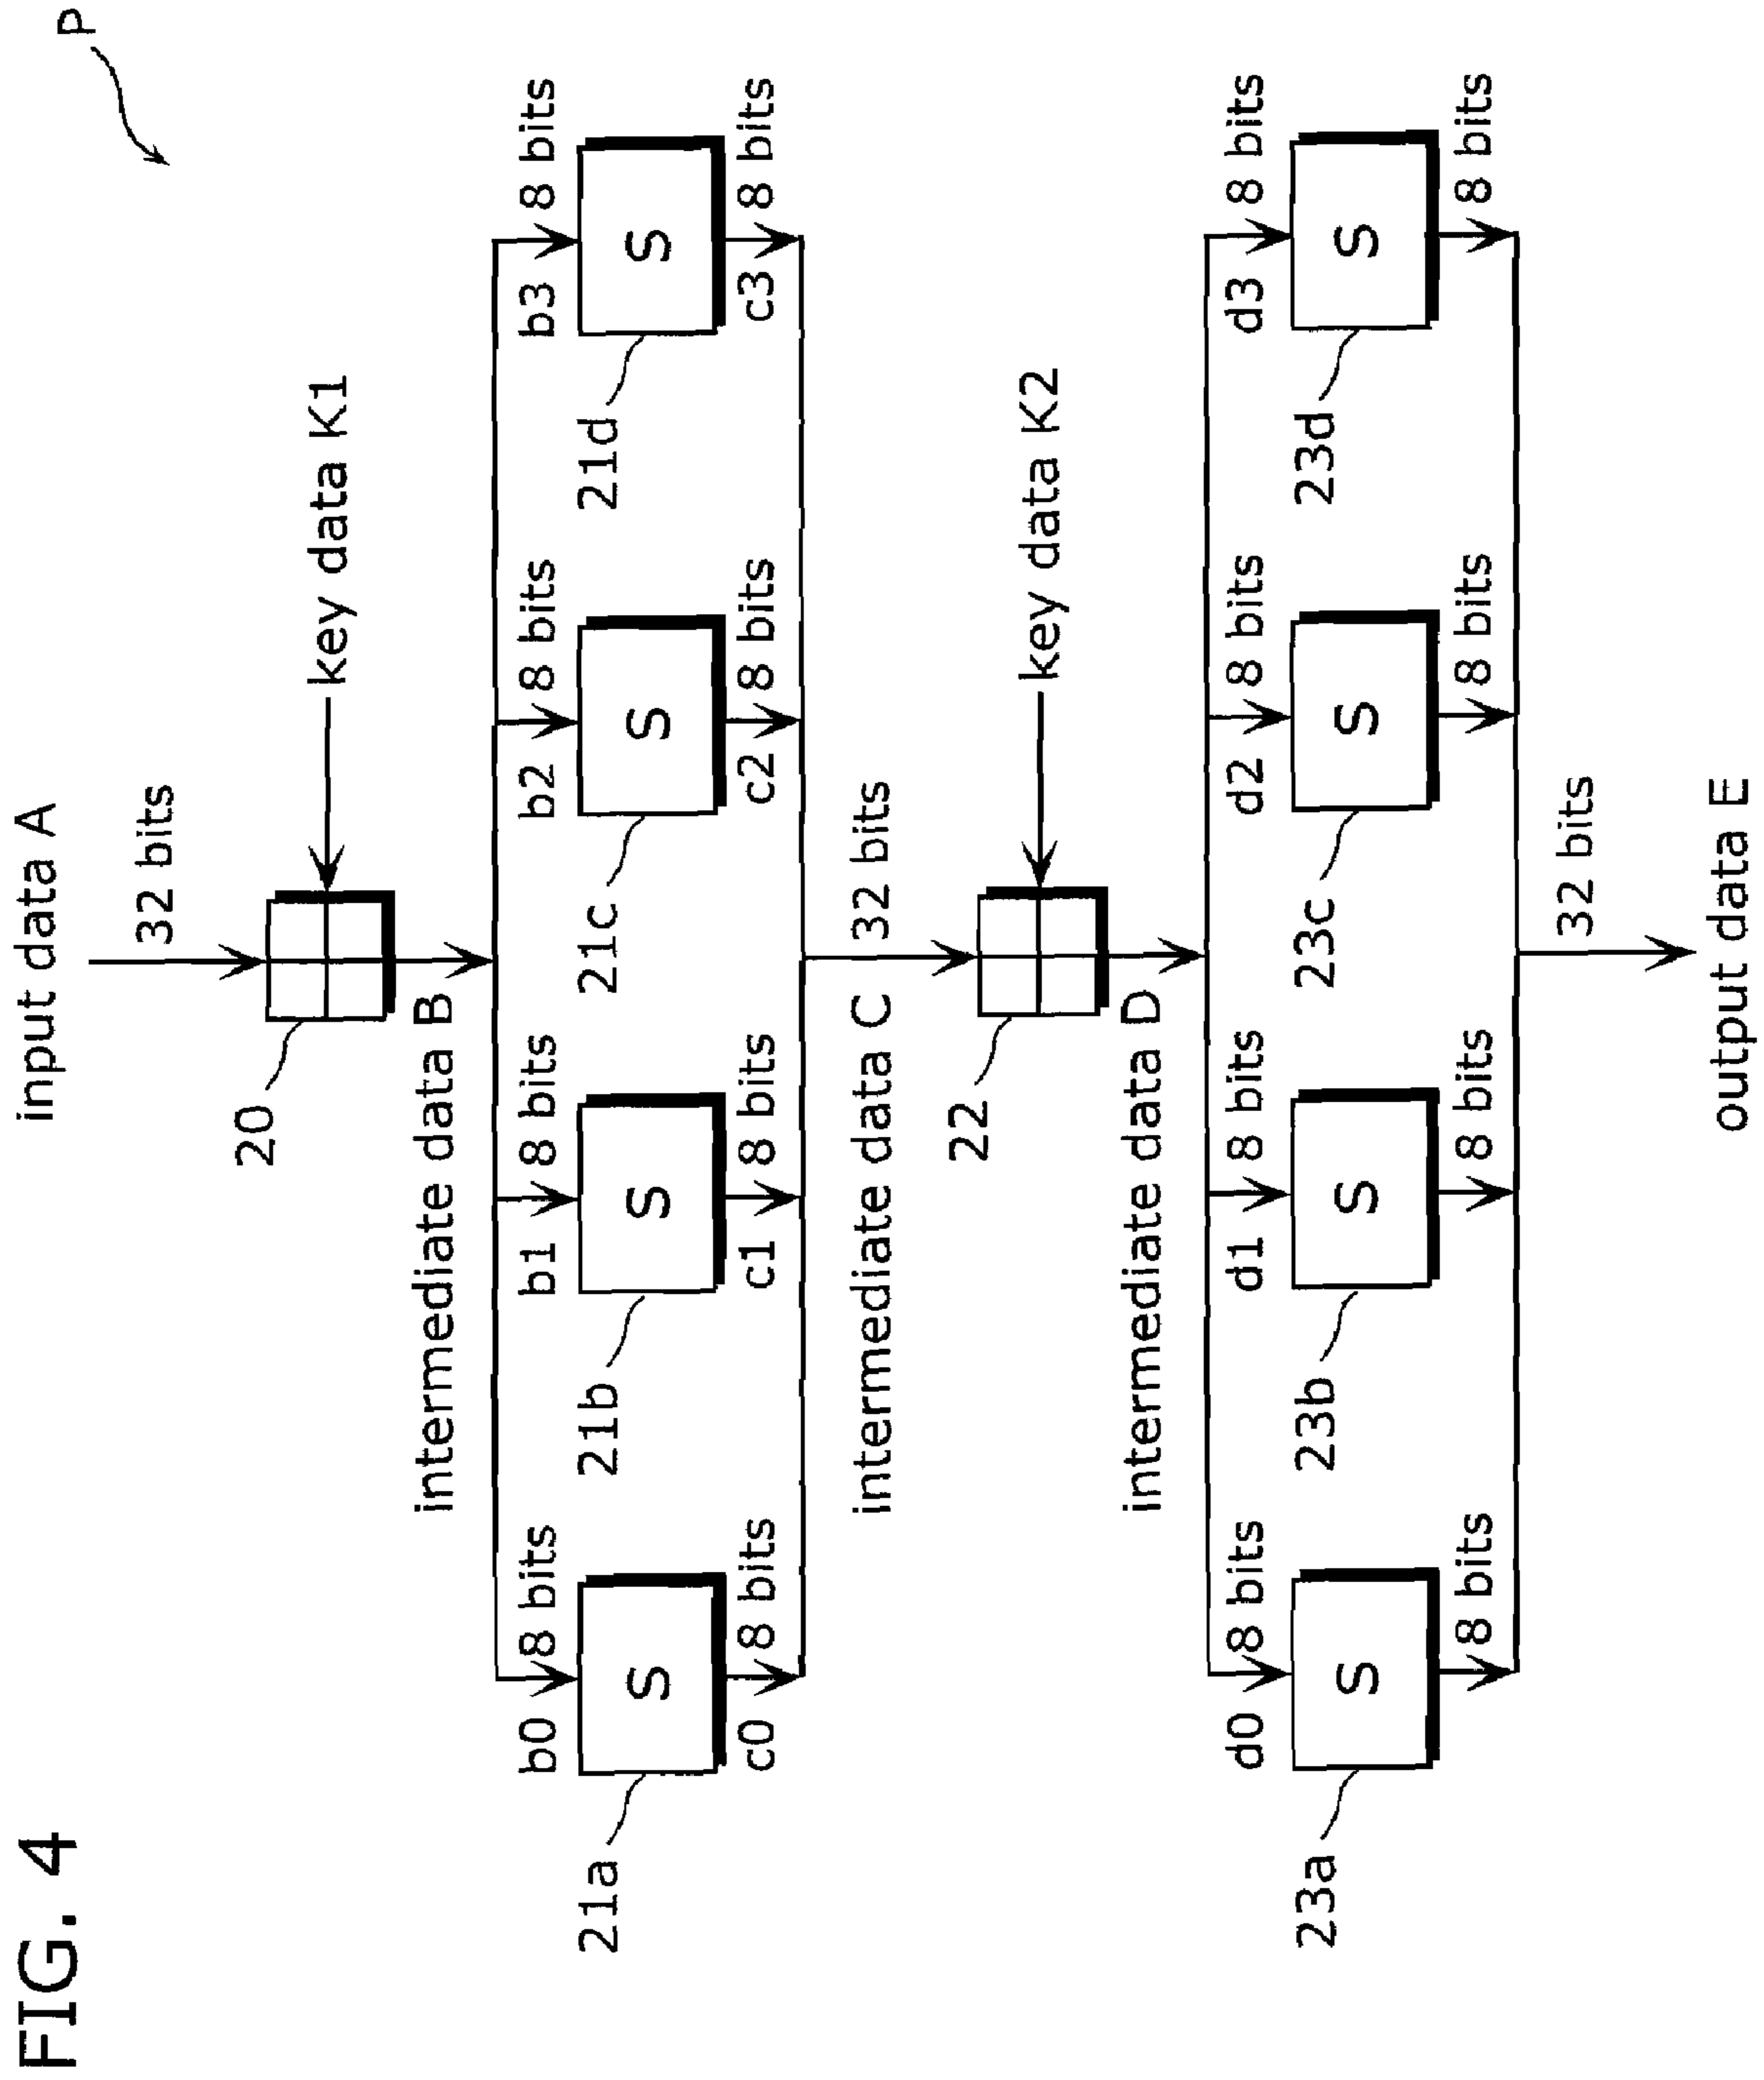 FIG. 4
P
input data A
32 bits
20
key data K1
intermediate data B
b0 8 bits
b1 8 bits
b2 8 bits
b3 8 bits
S
S
S
S
21a
21b
21c
21d
c0 8 bits
c1 8 bits
c2 8 bits
c3 8 bits
intermediate data C
32 bits
22
key data K2
intermediate data D
d0 8 bits
d1 8 bits
d2 8 bits
d3 8 bits
S
S
S
S
23a
23b
23c
23d
8 bits
8 bits
8 bits
8 bits
32 bits
output data E